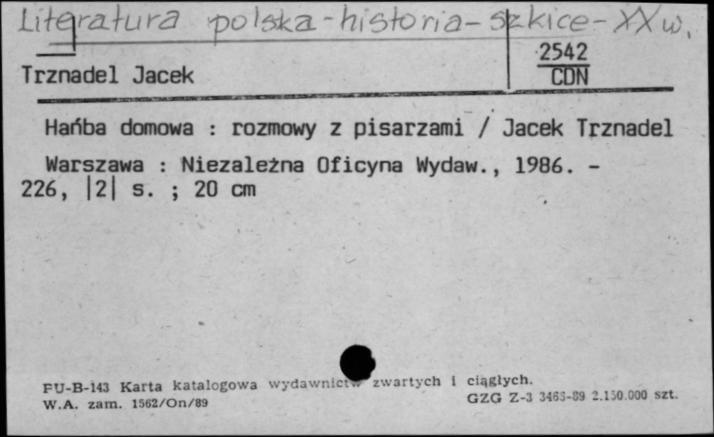 Literatura polska - historia - szkice - XX w.
2542
Trznadel Jacek CDN
Hańba domowa : rozmowy z pisarzami / Jacek Trznadel
Warszawa : Niezależna Oficyna Wydaw., 1986. -
226, |2| s. ; 20 cm
PU-B-143 Karta katalogowa wydawnictw zwartych i ciągłych.
W.A. zam. 1562/On/89 GZG Z-3 3463-89 2.150.000 szt.